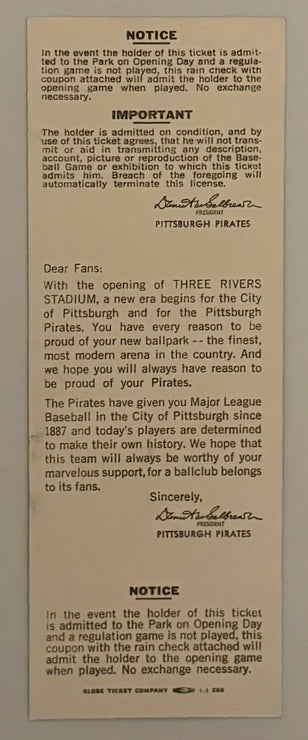 NOTICE
In the event the holder of this ticket is admit-
ted to the Park on Opening Day and a regula-
tion game is not played, this rain check with
coupon attached will admit the holder to the
opening game when played. No exchange
necessary.
IMPORTANT
The holder is admitted on condition, and by
use of this ticket agrees, that he will not trans-
mit or aid in transmitting any description,
account, picture or reproduction of the Base-
ball Game or exhibition to which this ticket
admits him. Breach of the foregoing will
automatically terminate this license.
PRESIDENT
PITTSBURGH PIRATES
Dear Fans:
With the opening of THREE RIVERS
STADIUM, a new era begins for the City
of Pittsburgh and for the Pittsburgh
Pirates. You have every reason to be
proud of your new ballpark -- the finest,
most modern arena in the country. And
we hope you will always have reason to
be proud of your Pirates.
The Pirates have given you Major League
Baseball in the City of Pittsburgh since
1887 and today's players are determined
to make their own history. We hope that
this team will always be worthy of your
marvelous support, for a ballclub belongs
to its fans.
Sincerely,
PRESIDENT
PITTSBURGH PIRATES
NOTICE
In the event the holder of this ticket
is admitted to the Park on Opening Day
and a regulation game is not played, this
coupon with the rain check attached will
admit the holder to the opening game
when played. No exchange necessary.
GLOBE TICKET COMPANY 260